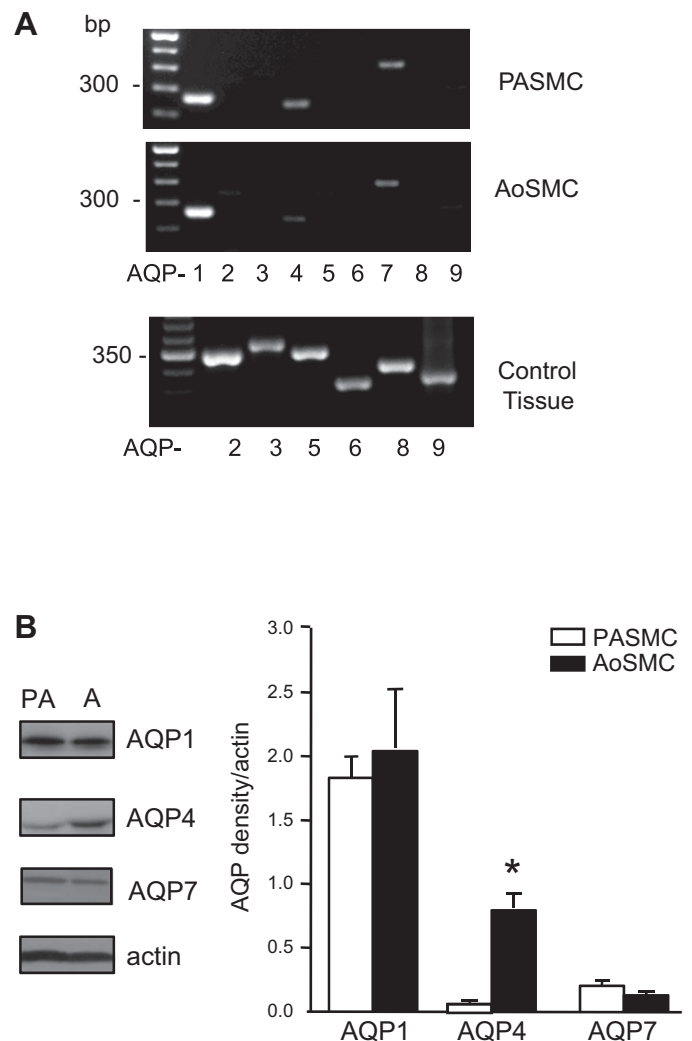 A
bp
300 -
PASMC
300 -
AoSMC
AQP- 1 2 3 4 5 6 7 8 9
350 -
Control
Tissue
AQP- 2 3 5 6 8 9
B
PA A
AQP1
AQP4
AQP7
actin
3.0
2.5
2.0
1.5
1.0
0.5
0.0
AQP density/actin
PASMC
AoSMC
*
AQP1 AQP4 AQP7